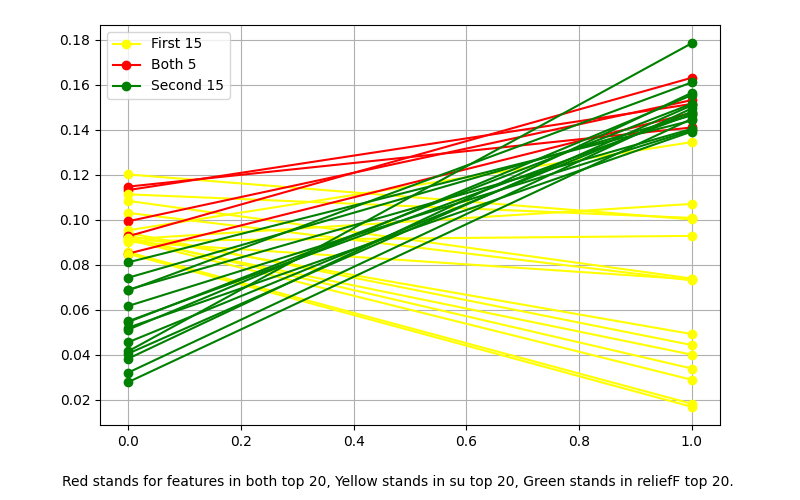 0.18
0.16
0.14
0.12
0.10
0.08
0.06
0.04
0.02
First 15
Both 5
Second 15
0.0 0.2 0.4 0.6 0.8 1.0
Red stands for features in both top 20, Yellow stands in su top 20, Green stands in reliefF top 20.